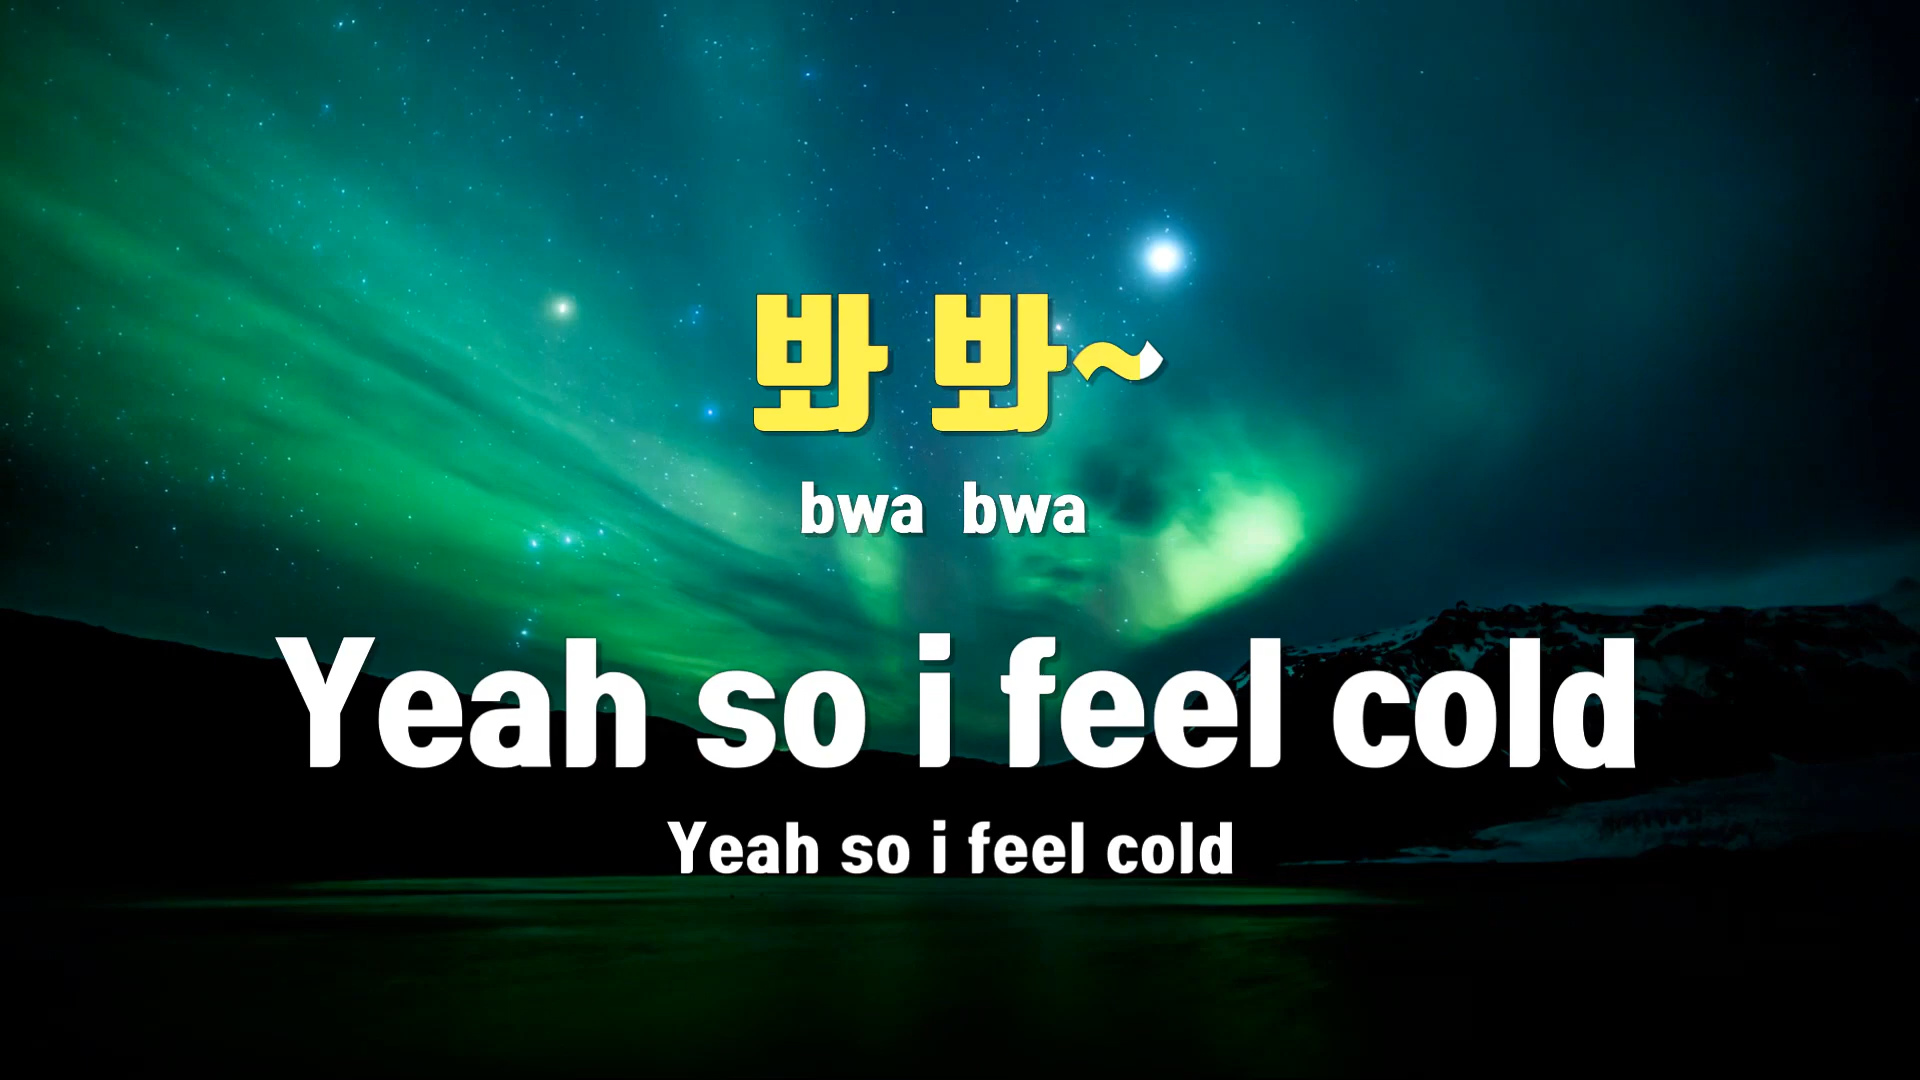 봐 봐~
bwa bwa
Yeah so i feel cold
Yeah so i feel cold